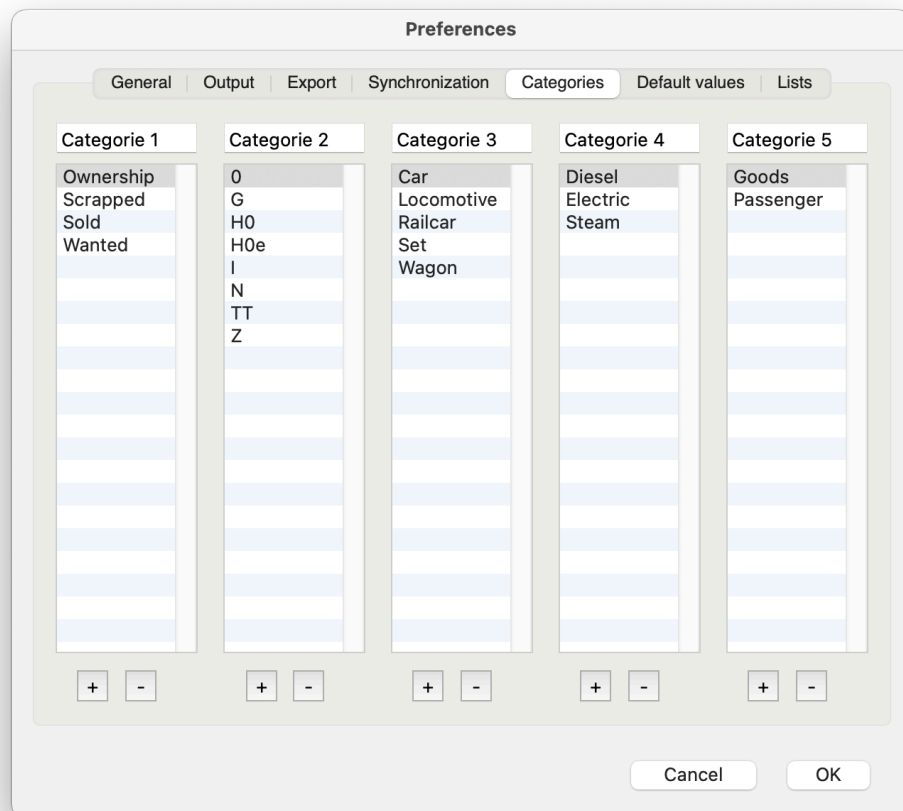 Preferences
General Output Export Synchronization Categories Default values Lists
Categorie 1
Ownership
Scrapped
Sold
Wanted
+ -
Categorie 2
0
G
H0
H0e
I
N
TT
Z
+ -
Categorie 3
Car
Locomotive
Railcar
Set
Wagon
+ -
Categorie 4
Diesel
Electric
Steam
+ -
Categorie 5
Goods
Passenger
+ -
Cancel OK